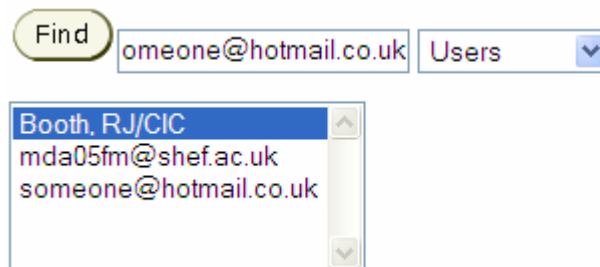 Find omeone@hotmail.co.uk Users
Booth, RJ/CIC
mda05fm@shef.ac.uk
someone@hotmail.co.uk